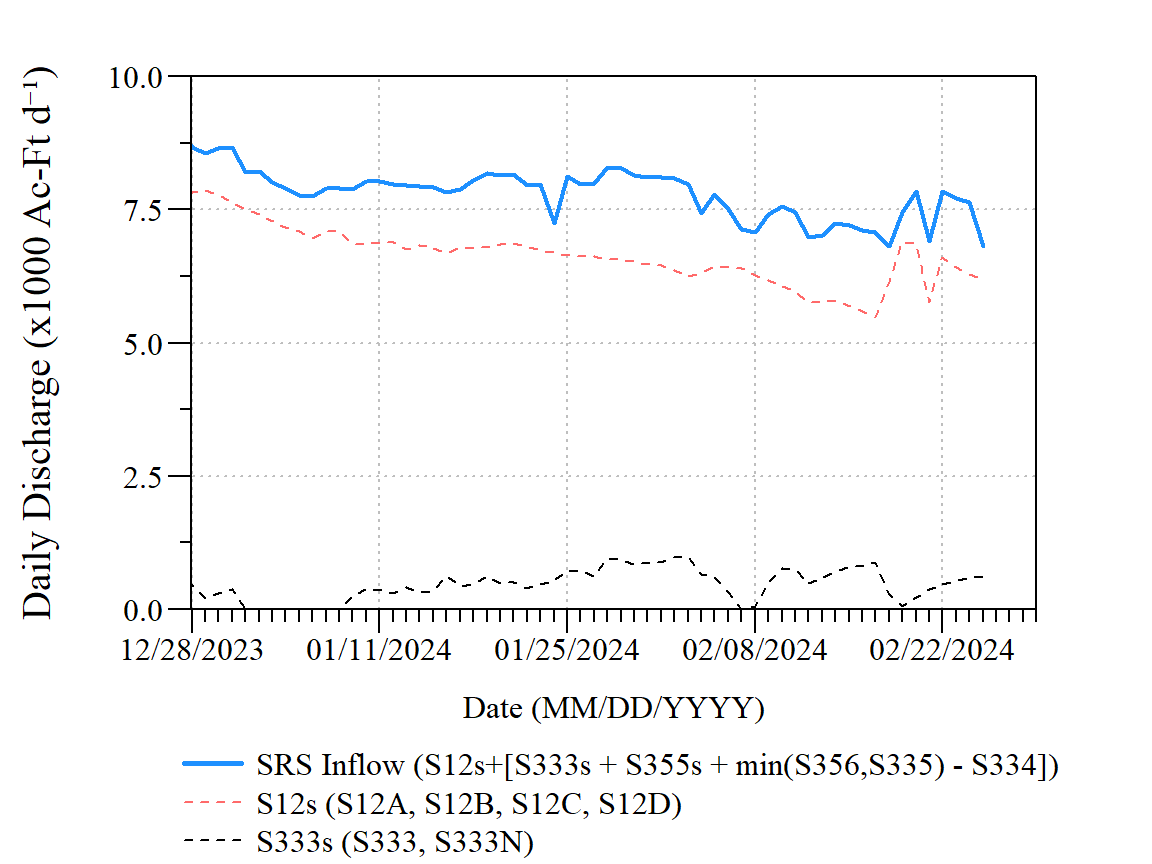 Daily Discharge (x1000 Ac-Ft d⁻¹)
10.0
7.5
5.0
2.5
0.0
12/28/2023 01/11/2024 01/25/2024 02/08/2024 02/22/2024
Date (MM/DD/YYYY)
SRS Inflow (S12s+[S333s + S355s + min(S356,S335) - S334])
S12s (S12A, S12B, S12C, S12D)
S333s (S333, S333N)